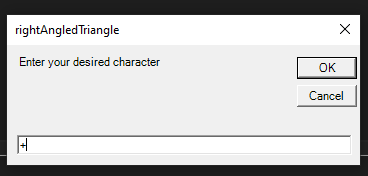 rightAngledTriangle
Enter your desired character
OK
Cancel
+